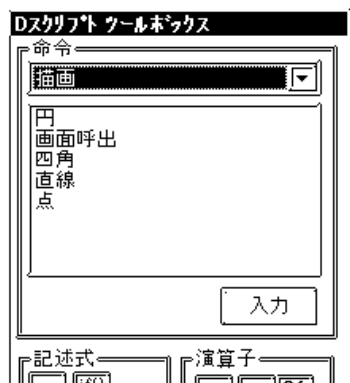 Dｽｸﾘﾌﾟﾄ ﾂｰﾙﾎﾞｯｸｽ
命令
描画
円
画面呼出
四角
直線
点
入力
記述式
演算子